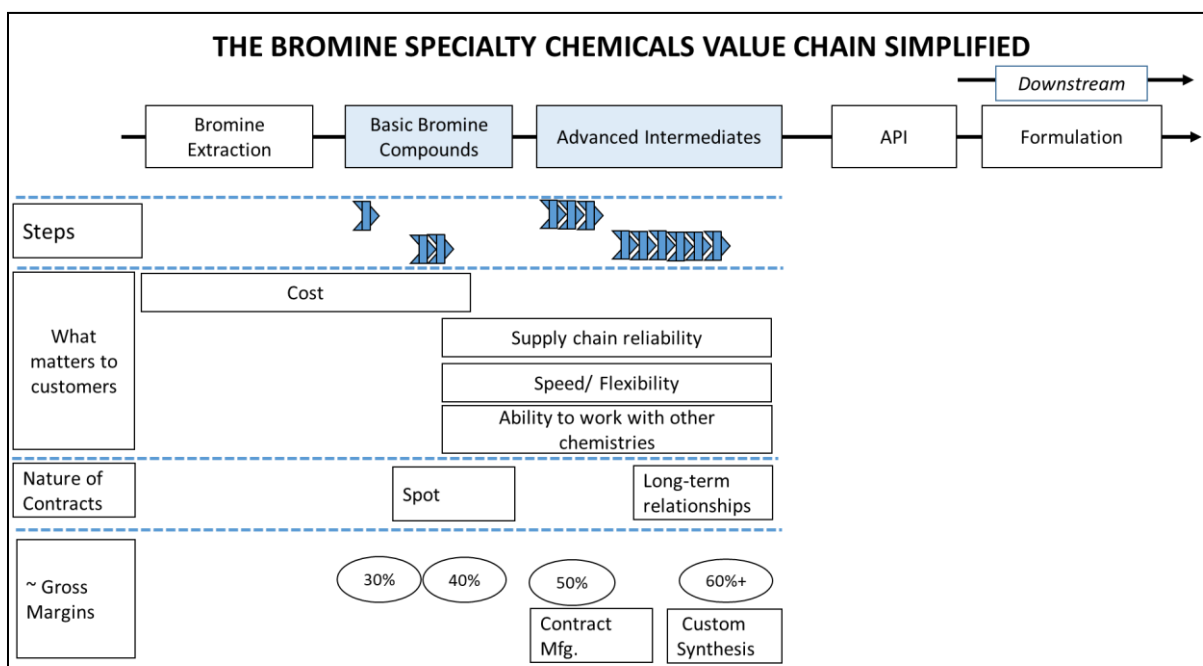 THE BROMINE SPECIALTY CHEMICALS VALUE CHAIN SIMPLIFIED
Downstream
Bromine
Extraction
Basic Bromine
Compounds
Advanced Intermediates
API
Formulation
Steps
What
matters to
customers
Cost
Supply chain reliability
Speed/ Flexibility
Ability to work with other
chemistries
Nature of
Contracts
Spot
Long-term
relationships
~ Gross
Margins
30%
40%
50%
60%+
Contract
Mfg.
Custom
Synthesis